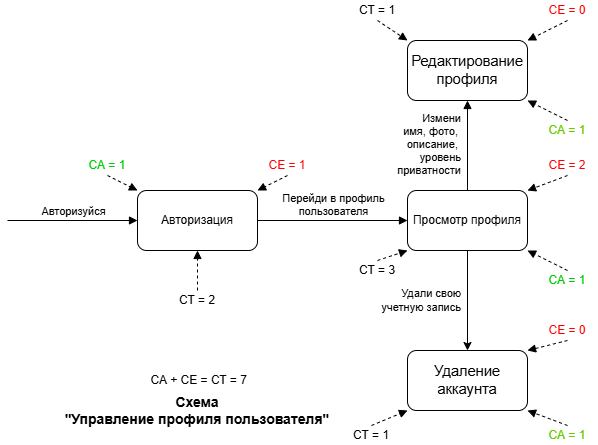 CT = 1
CE = 0
Редактирование
профиля
CA = 1
Измени
имя, фото,
описание,
уровень
приватности
CA = 1
CE = 1
CE = 2
Авторизуйся
Авторизация
Перейди в профиль
пользователя
Просмотр профиля
CT = 2
CT = 3
CA = 1
Удали свою
учетную запись
CE = 0
Удаление
аккаунта
CT = 1
CA = 1
CA + CE = CT = 7
Схема
"Управление профиля пользователя"